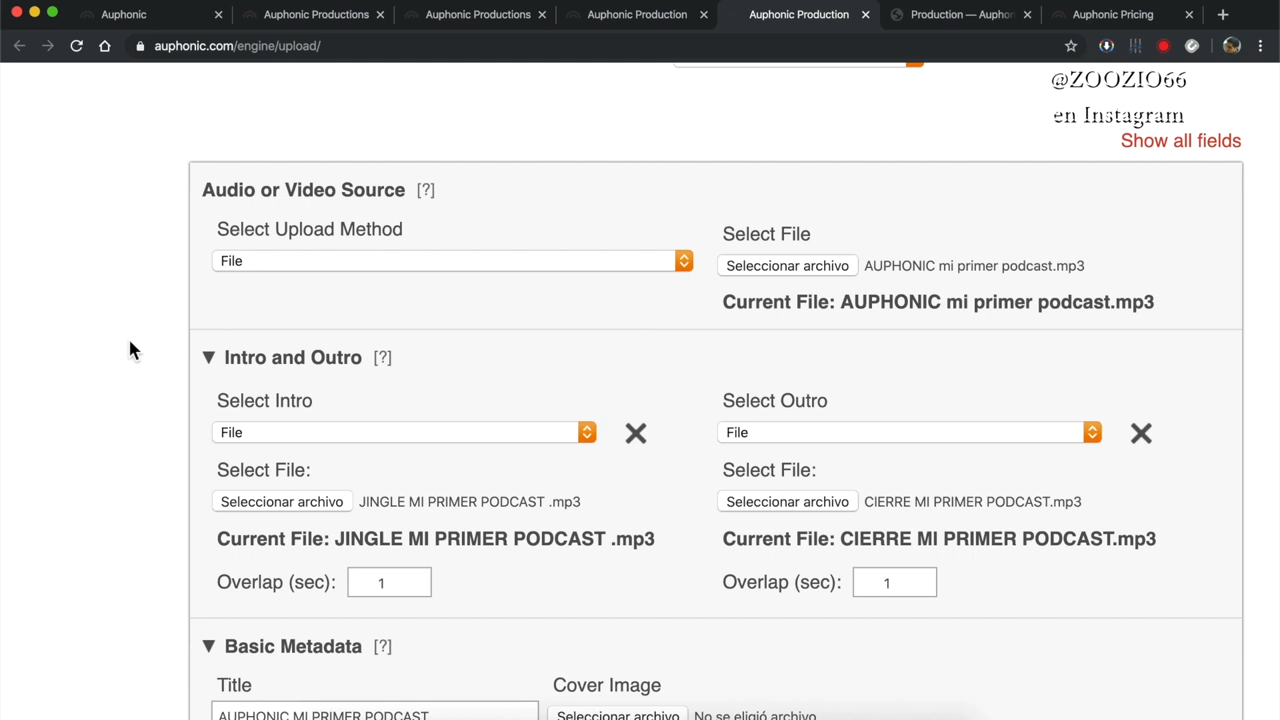 Auphonic
Auphonic Productions
Auphonic Productions
Auphonic Production
Auphonic Production
Production — Auphon
Auphonic Pricing
auphonic.com/engine/upload/
@ZOOZIO66
en Instagram
Show all fields
Audio or Video Source [?]
Select Upload Method
File
Select File
Seleccionar archivo AUPHONIC mi primer podcast.mp3
Current File: AUPHONIC mi primer podcast.mp3
▼ Intro and Outro [?]
Select Intro
File
Select File:
Seleccionar archivo JINGLE MI PRIMER PODCAST .mp3
Current File: JINGLE MI PRIMER PODCAST .mp3
Overlap (sec): 1
Select Outro
File
Select File:
Seleccionar archivo CIERRE MI PRIMER PODCAST.mp3
Current File: CIERRE MI PRIMER PODCAST.mp3
Overlap (sec): 1
▼ Basic Metadata [?]
Title
AUPHONIC MI PRIMER PODCAST
Cover Image
Seleccionar archivo No se eligió archivo